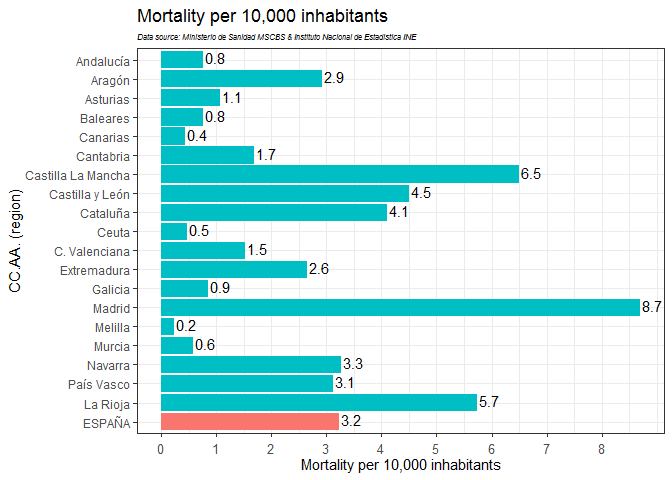 Mortality per 10,000 inhabitants
Data source: Ministerio de Sanidad MSCBS & Instituto Nacional de Estadística INE
Andalucía 0.8
Aragón 2.9
Asturias 1.1
Baleares 0.8
Canarias 0.4
Cantabria 1.7
Castilla La Mancha 6.5
Castilla y León 4.5
Cataluña 4.1
Ceuta 0.5
C. Valenciana 1.5
Extremadura 2.6
Galicia 0.9
Madrid 8.7
Melilla 0.2
Murcia 0.6
Navarra 3.3
País Vasco 3.1
La Rioja 5.7
ESPAÑA 3.2
CC.AA. (region)
0 1 2 3 4 5 6 7 8
Mortality per 10,000 inhabitants